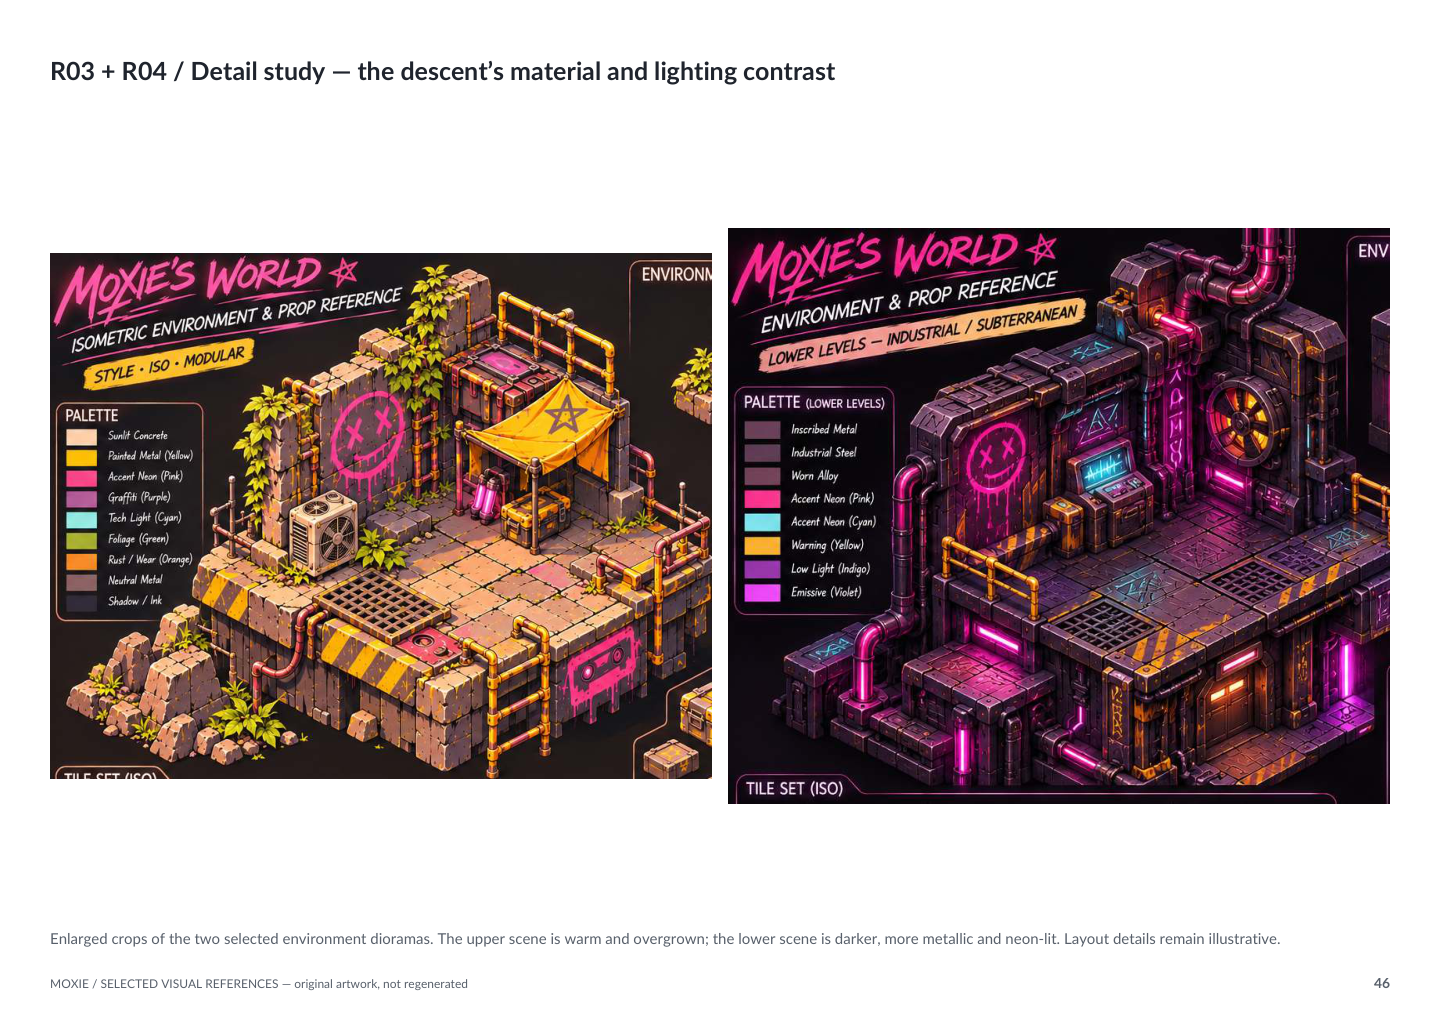 R03 + R04 / Detail study — the descent’s material and lighting contrast
MOXIE'S WORLD
ISOMETRIC ENVIRONMENT & PROP REFERENCE
STYLE • ISO • MODULAR
PALETTE
Sunlit Concrete
Painted Metal (Yellow)
Accent Neon (Pink)
Graffiti (Purple)
Tech Light (Cyan)
Foliage (Green)
Rust / Wear (Orange)
Neutral Metal
Shadow / Ink
ENVIRONM
TILE SET (ISO)
MOXIE'S WORLD
ENVIRONMENT & PROP REFERENCE
LOWER LEVELS – INDUSTRIAL / SUBTERRANEAN
PALETTE (LOWER LEVELS)
Inscribed Metal
Industrial Steel
Worn Alloy
Accent Neon (Pink)
Accent Neon (Cyan)
Warning (Yellow)
Low Light (Indigo)
Emissive (Violet)
ENV
TILE SET (ISO)
Enlarged crops of the two selected environment dioramas. The upper scene is warm and overgrown; the lower scene is darker, more metallic and neon-lit. Layout details remain illustrative.
MOXIE / SELECTED VISUAL REFERENCES — original artwork, not regenerated
46